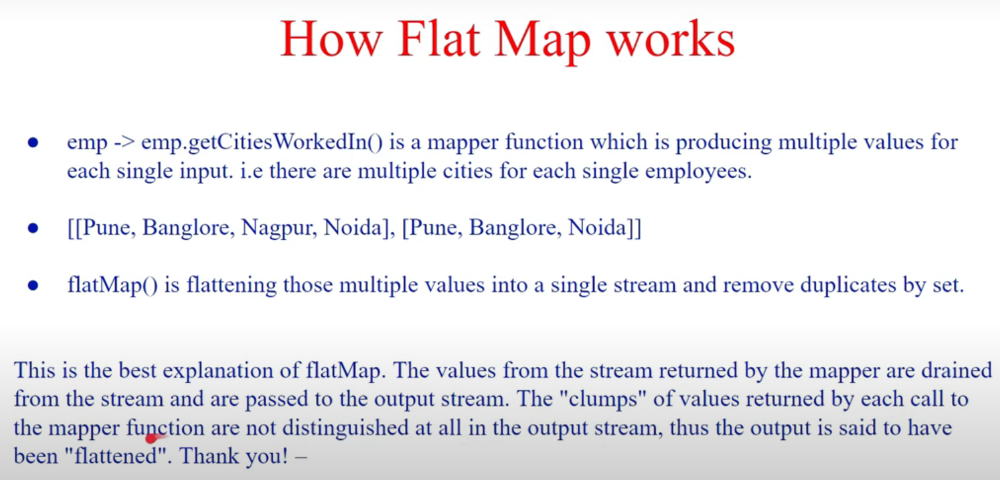 How Flat Map works
● emp -> emp.getCitiesWorkedIn() is a mapper function which is producing multiple values for
each single input. i.e there are multiple cities for each single employees.
● [[Pune, Banglore, Nagpur, Noida], [Pune, Banglore, Noida]]
● flatMap() is flattening those multiple values into a single stream and remove duplicates by set.
This is the best explanation of flatMap. The values from the stream returned by the mapper are drained
from the stream and are passed to the output stream. The "clumps" of values returned by each call to
the mapper function are not distinguished at all in the output stream, thus the output is said to have
been "flattened". Thank you! –